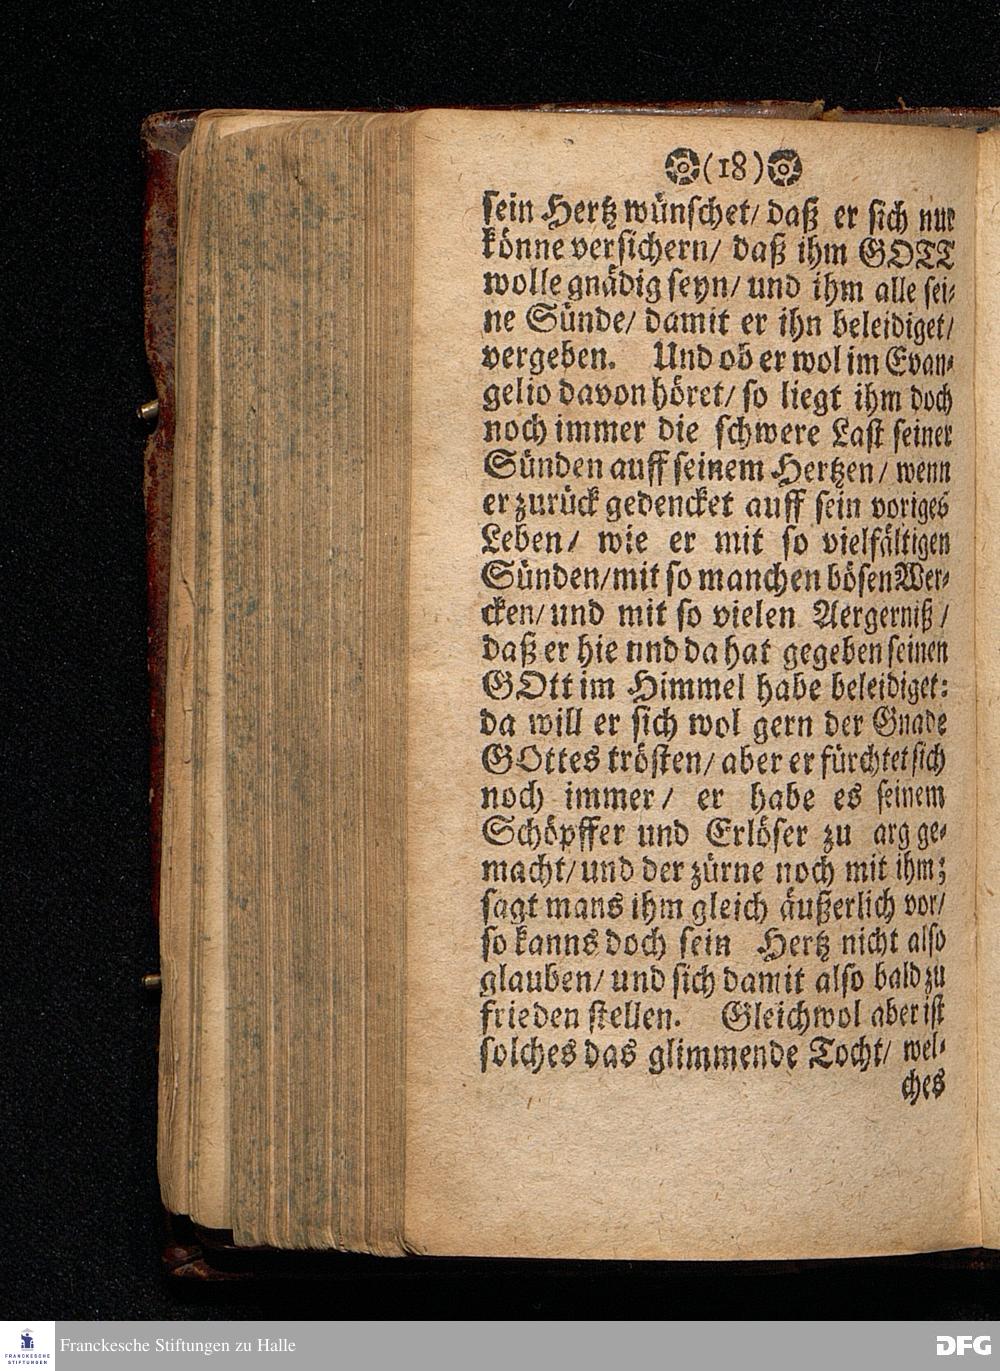 (18)
sein Hertz wünschet/ daß er sich nur
könne versichern/ daß ihm GOTT
wolle gnädig seyn/ und ihm alle sei-
ne Sünde/ damit er ihn beleidiget/
vergeben. Und ob er wol im Evan-
gelio davon höret/ so liegt ihm doch
noch immer die schwere Last seiner
Sünden auff seinem Hertzen/ wenn
er zurück gedencket auff sein voriges
Leben/ wie er mit so vielfältigen
Sünden/ mit so manchen bösen Wer-
cken/ und mit so vielen Aergerniß/
daß er hie nnd da hat gegeben seinen
GOtt im Himmel habe beleidiget:
da will er sich wol gern der Gnade
GOttes trösten/ aber er fürchtet sich
noch immer/ er habe es seinem
Schöpffer und Erlöser zu arg ge-
macht/ und der zürne noch mit ihm;
sagt mans ihm gleich äußerlich vor/
so kanns doch sein Hertz nicht also
glauben/ und sich damit also bald zu
frieden stellen. Gleichwol aber ist
solches das glimmende Tocht/ wel-
ches
FRANCKESCHE STIFTUNGEN
Franckesche Stiftungen zu Halle
DFG